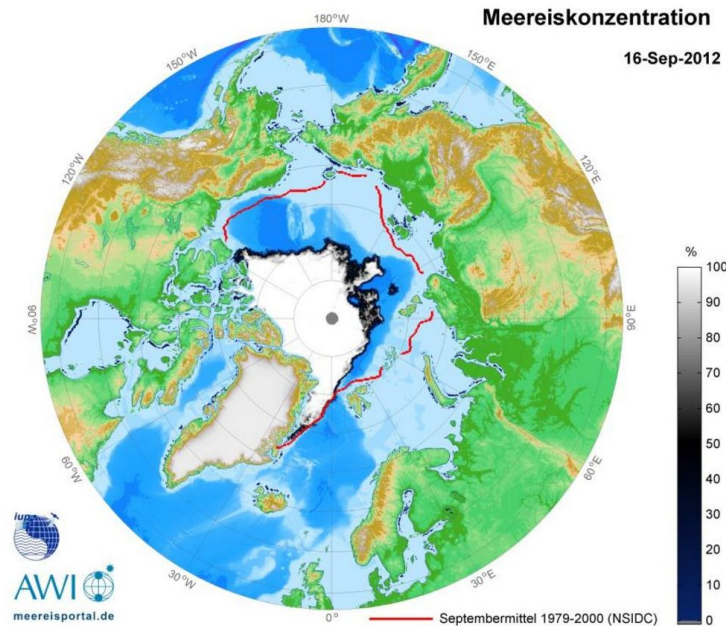 Meereiskonzentration
16-Sep-2012
180°W
150°W
150°E
120°W
120°E
90°W
90°E
60°W
60°E
30°W
30°E
0°
%
100
90
80
70
60
50
40
30
20
10
0
iup
AWI
meereisportal.de
Septembermittel 1979-2000 (NSIDC)